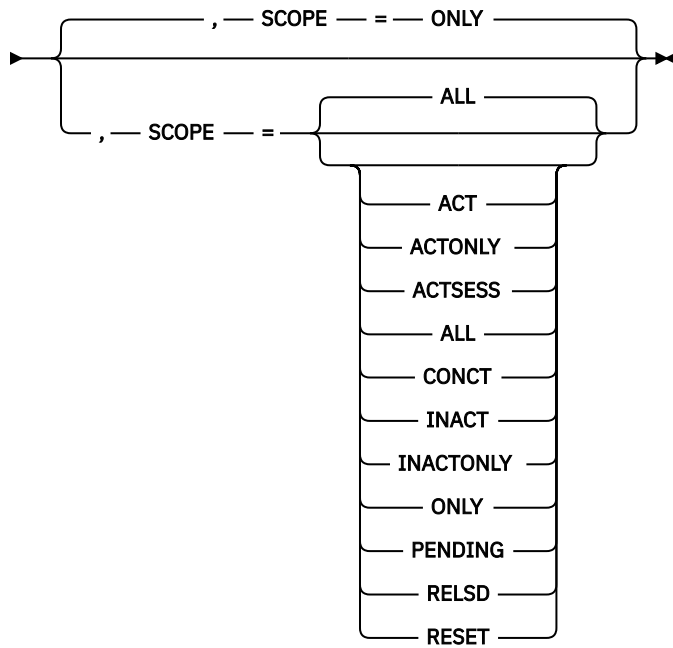 , SCOPE = ONLY
ALL
, SCOPE =
ACT
ACTONLY
ACTSESS
ALL
CONCT
INACT
INACTONLY
ONLY
PENDING
RELSD
RESET